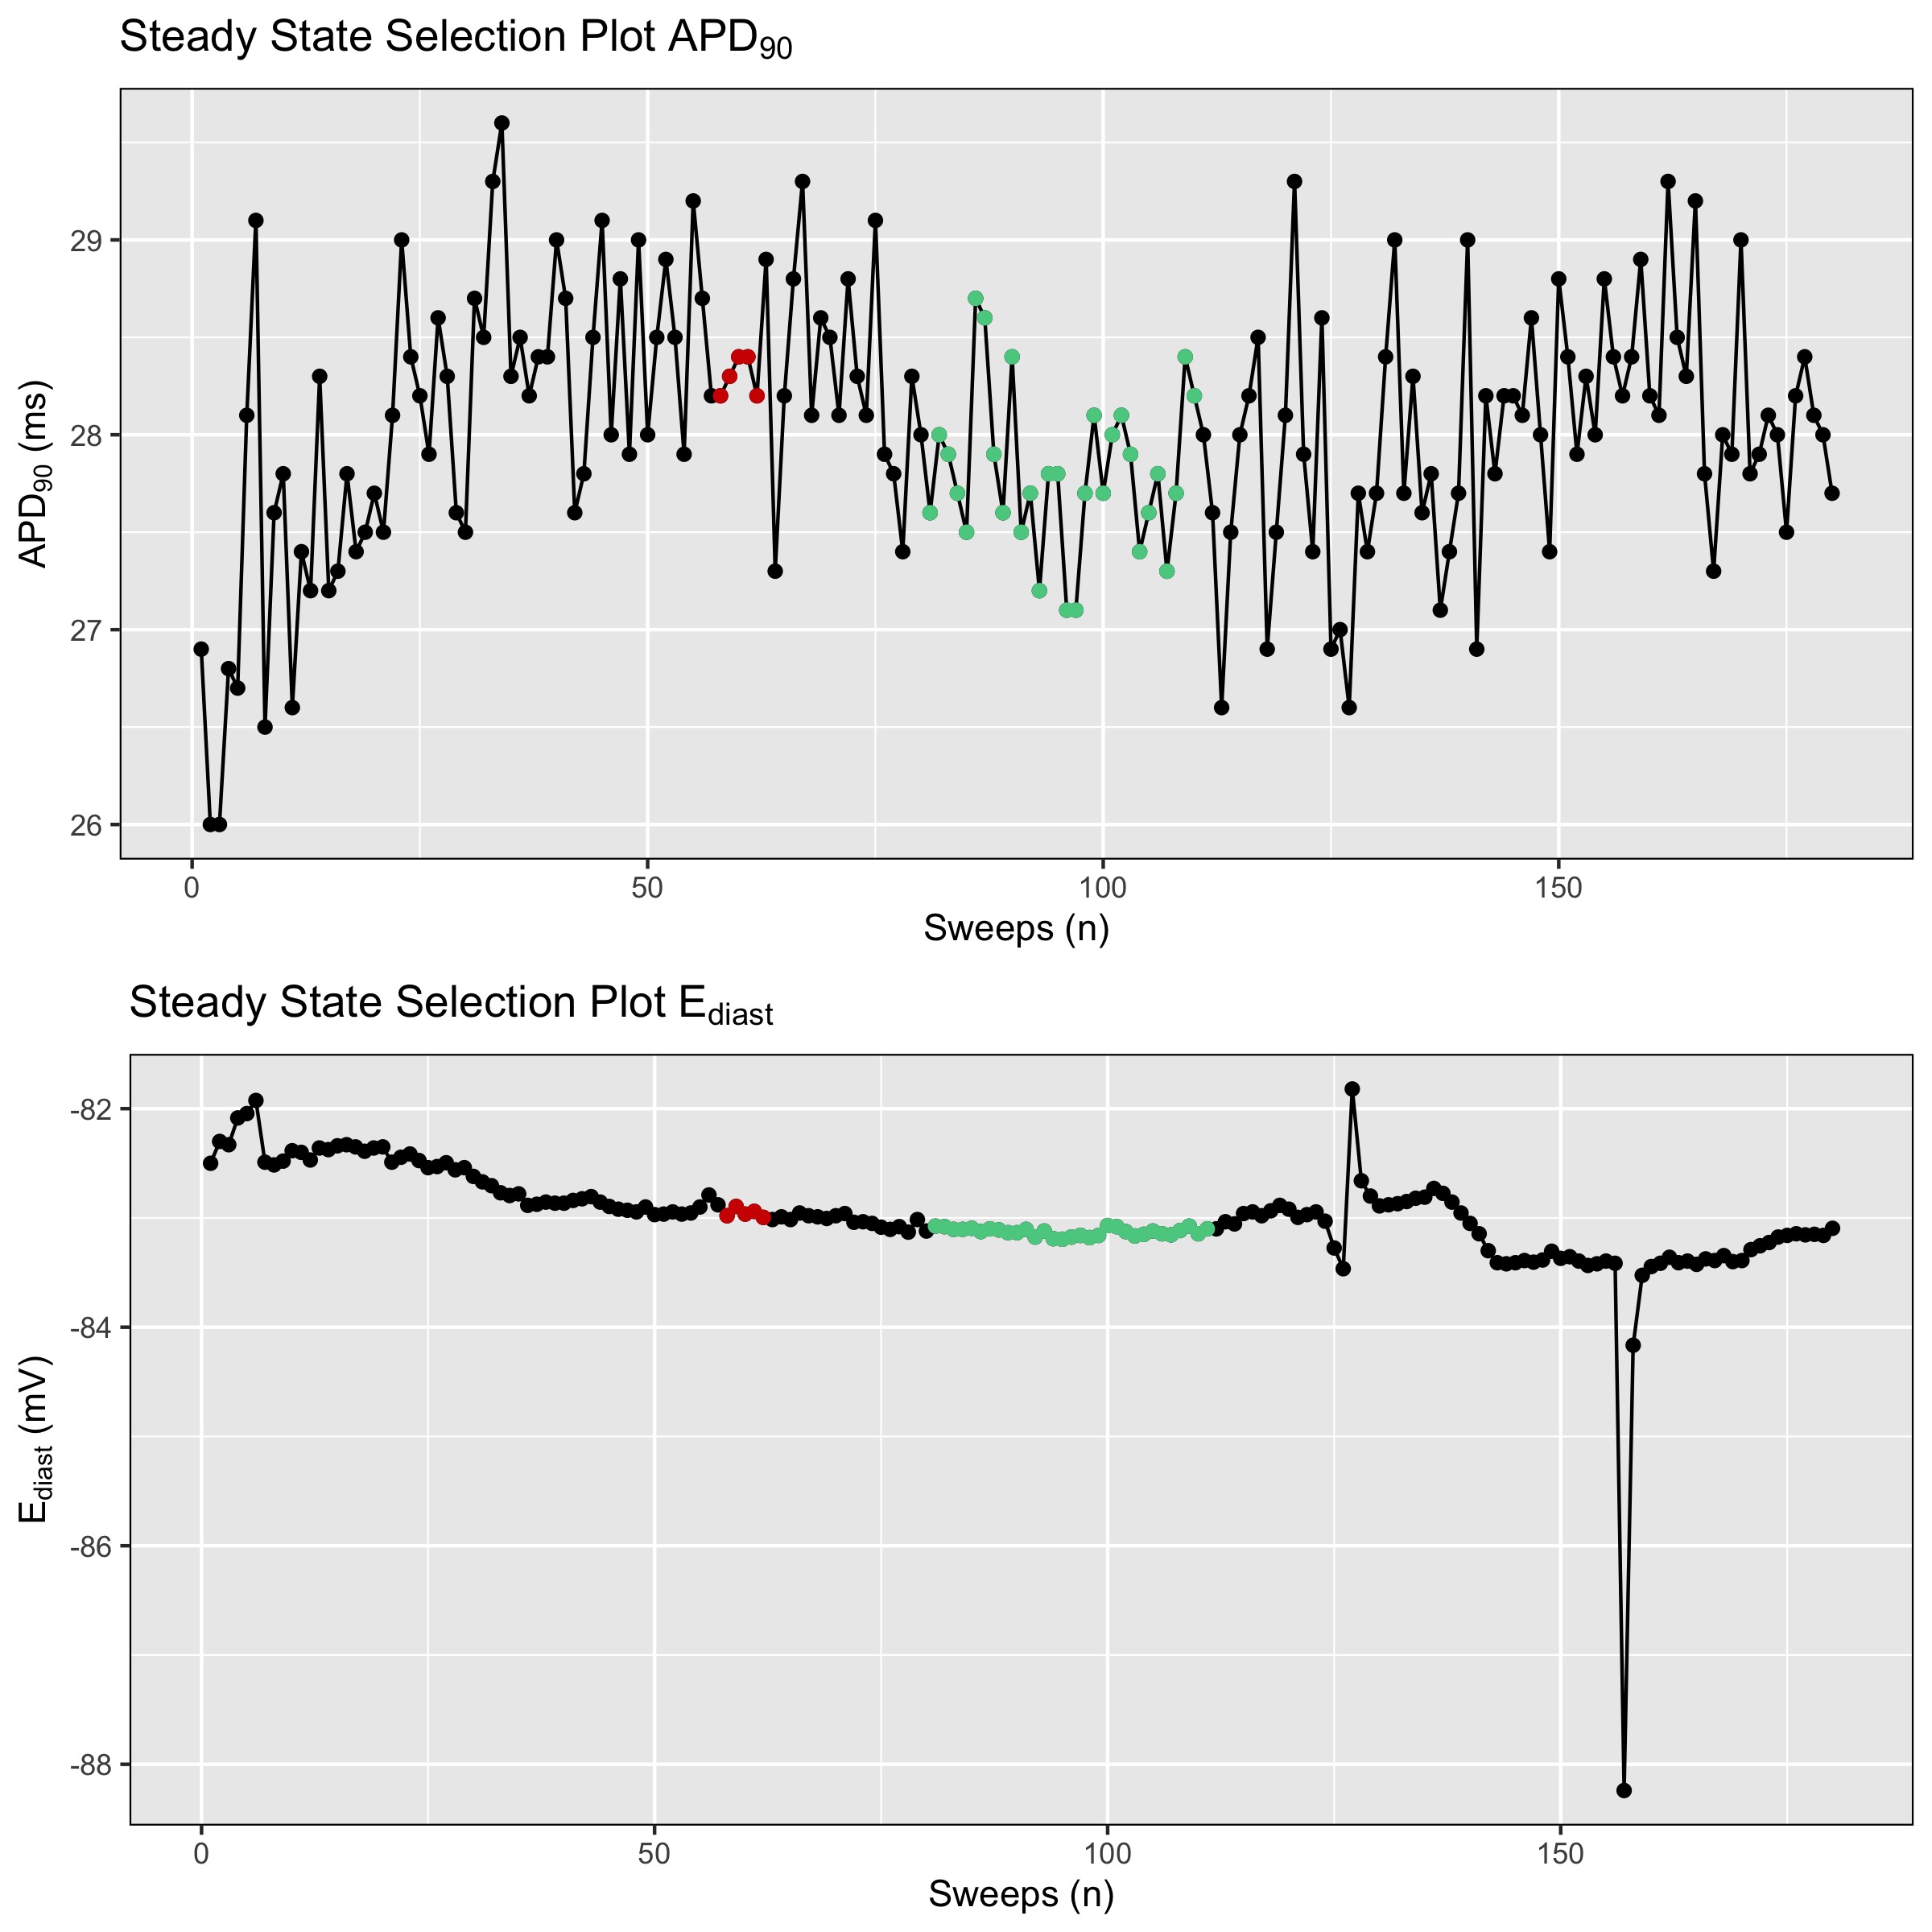 Steady State Selection Plot APD90
29
28
27
26
APD90 (ms)
0 50 100 150
Sweeps (n)
Steady State Selection Plot Ediast
-82
-84
-86
-88
Ediast (mV)
0 50 100 150
Sweeps (n)